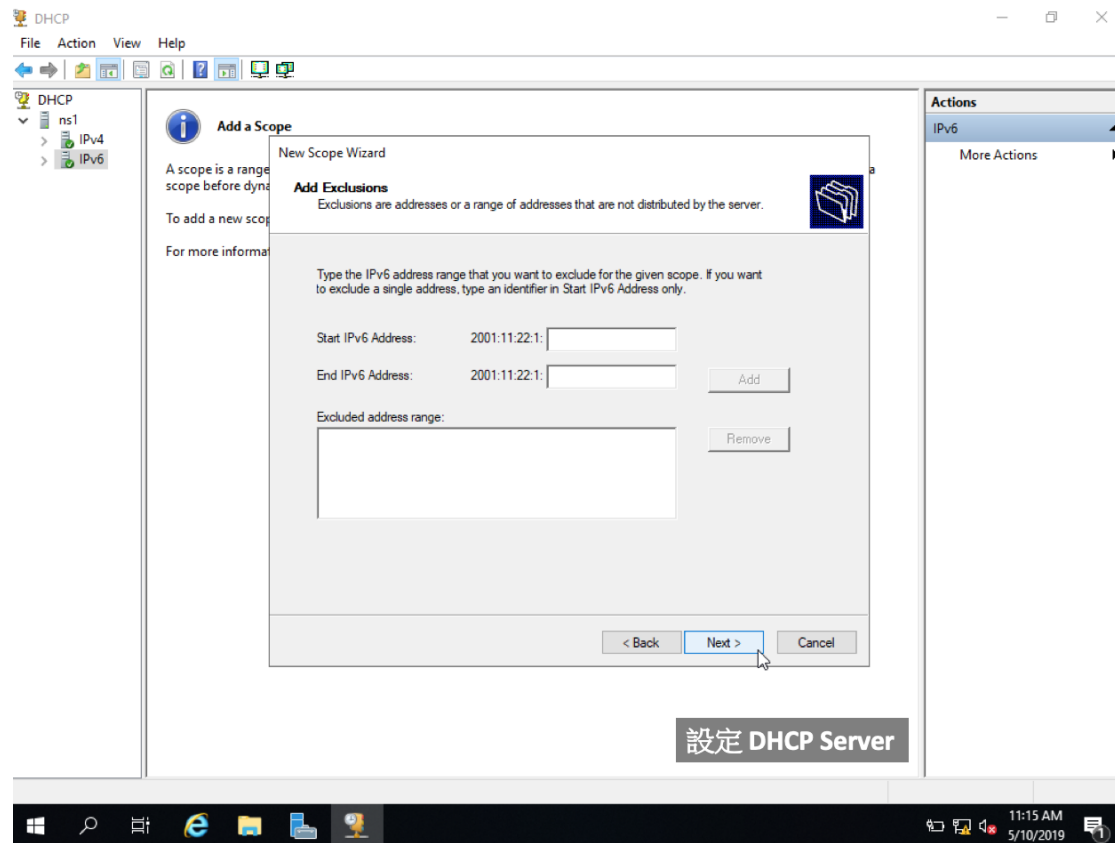 DHCP
File Action View Help
DHCP
ns1
IPv4
IPv6
Add a Scope
A scope is a range
a
scope before dyna
To add a new scop
For more informat
New Scope Wizard
Add Exclusions
Exclusions are addresses or a range of addresses that are not distributed by the server.
Type the IPv6 address range that you want to exclude for the given scope. If you want
to exclude a single address, type an identifier in Start IPv6 Address only.
Start IPv6 Address: 2001:11:22:1:
End IPv6 Address: 2001:11:22:1:
Add
Excluded address range:
Remove
< Back Next > Cancel
Actions
IPv6
More Actions
設定 DHCP Server
11:15 AM
5/10/2019
1